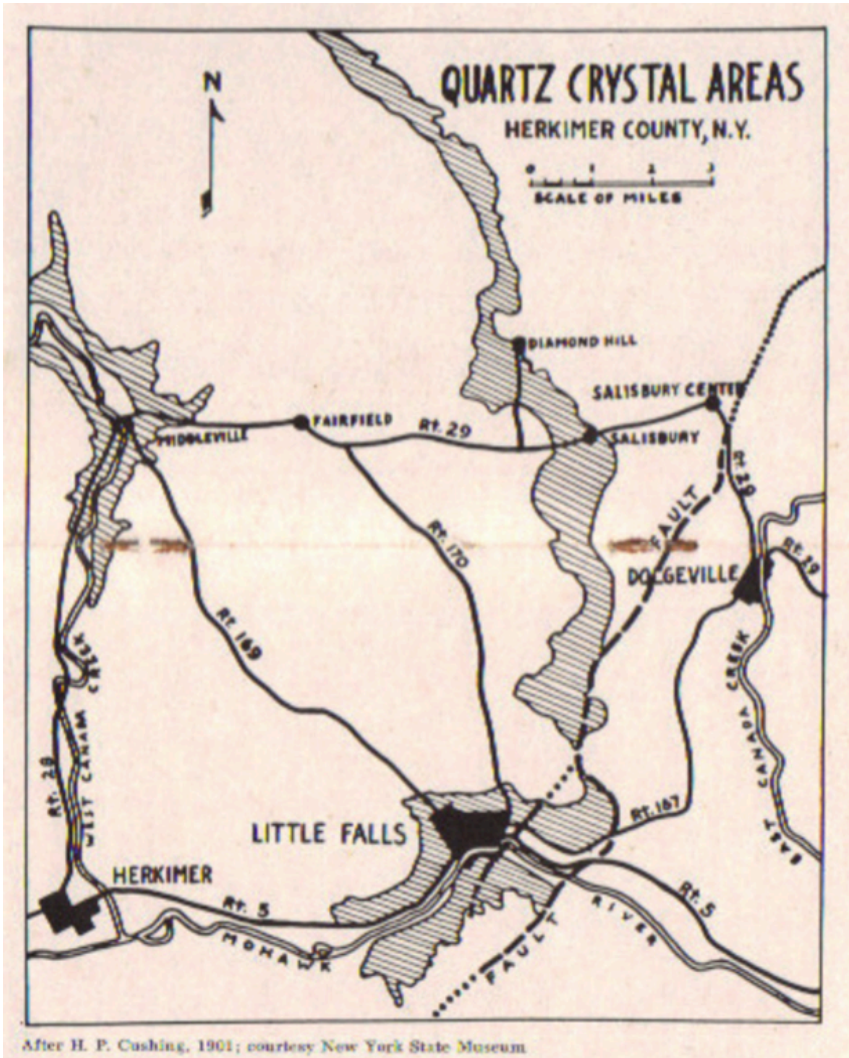 N
QUARTZ CRYSTAL AREAS
HERKIMER COUNTY, N.Y.
0 1 2 3
SCALE OF MILES
DIAMOND HILL
SALISBURY CENTER
MIDDLEVILLE
FAIRFIELD
Rt. 29
SALISBURY
Rt. 29
FAULT
Rt. 170
DOLGEVILLE
Rt. 29
Rt. 169
WEST CANADA CREEK
Rt. 28
EAST CANADA CREEK
Rt. 167
LITTLE FALLS
HERKIMER
Rt. 5
Rt. 5
MOHAWK
RIVER
FAULT
After H. P. Cushing, 1901; courtesy New York State Museum